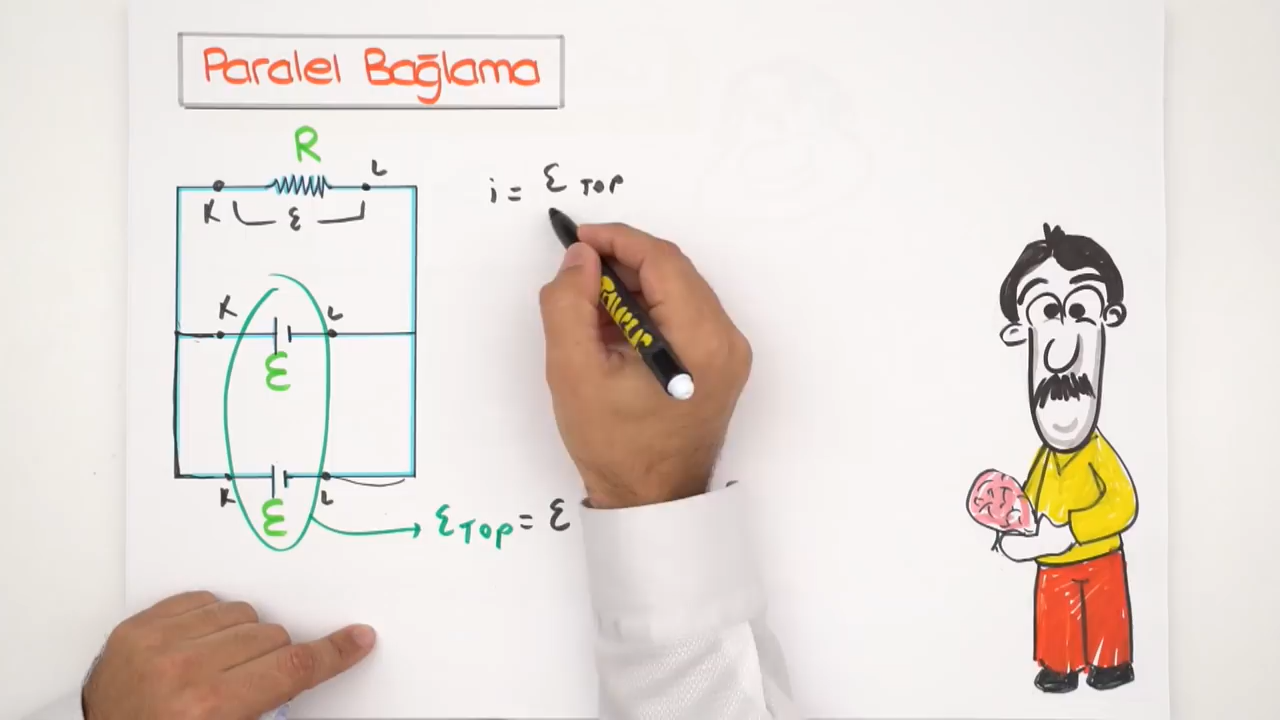 Paralel Bağlama
R
K L
ε
i = ε TOP
K L
ε
K L
ε
ε TOP = ε